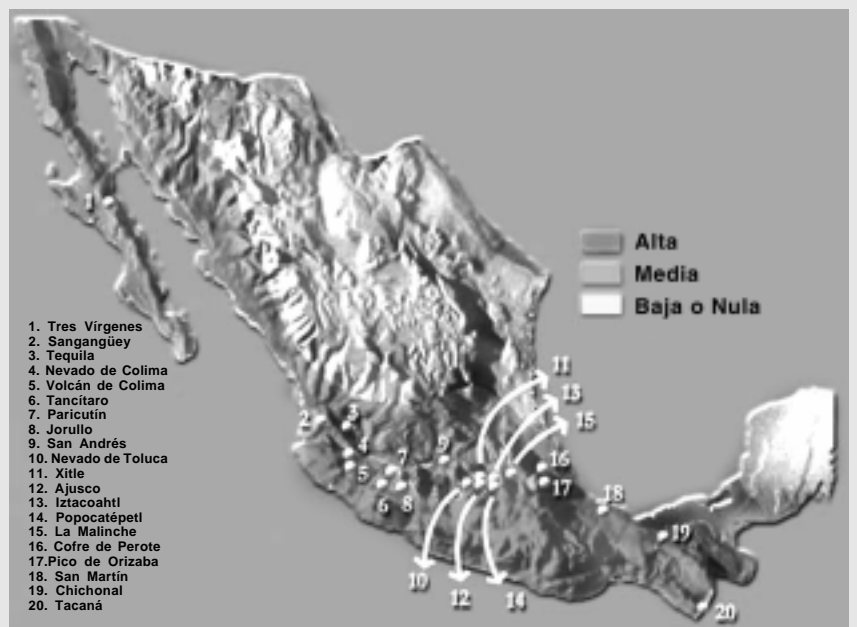 1
Alta
Media
Baja o Nula
1. Tres Vírgenes
2. Sangangüey
3. Tequila
4. Nevado de Colima
5. Volcán de Colima
6. Tancítaro
7. Paricutín
8. Jorullo
9. San Andrés
10. Nevado de Toluca
11. Xitle
12. Ajusco
13. Iztacoahtl
14. Popocatépetl
15. La Malinche
16. Cofre de Perote
17.Pico de Orizaba
18. San Martín
19. Chichonal
20. Tacaná
11
13
15
2
3
4
9
5
7
16
6
8
17
18
19
10
12
14
20